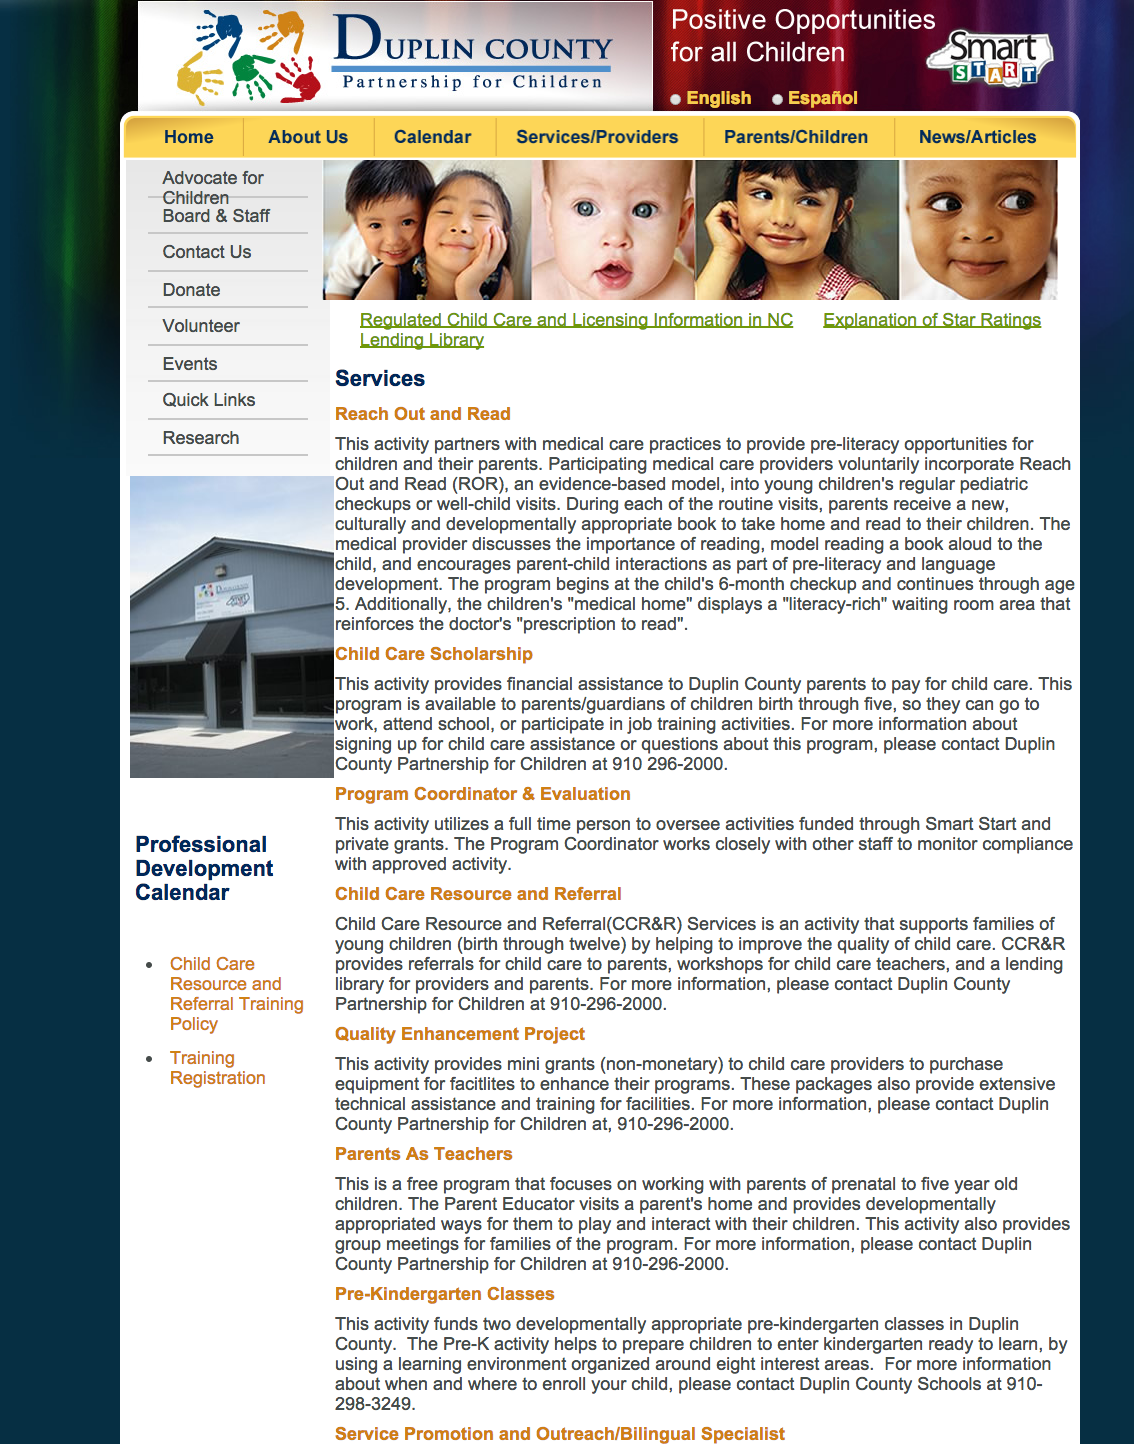 DUPLIN COUNTY
Partnership for Children
Positive Opportunities
for all Children
Smart
START
English Español
Home About Us Calendar Services/Providers Parents/Children News/Articles
Advocate for
Children
Board & Staff
Contact Us
Donate
Volunteer
Events
Quick Links
Research
Professional
Development
Calendar
Child Care
Resource and
Referral Training
Policy
Training
Registration
Regulated Child Care and Licensing Information in NC Explanation of Star Ratings
Lending Library
Services
Reach Out and Read
This activity partners with medical care practices to provide pre-literacy opportunities for
children and their parents. Participating medical care providers voluntarily incorporate Reach
Out and Read (ROR), an evidence-based model, into young children's regular pediatric
checkups or well-child visits. During each of the routine visits, parents receive a new,
culturally and developmentally appropriate book to take home and read to their children. The
medical provider discusses the importance of reading, model reading a book aloud to the
child, and encourages parent-child interactions as part of pre-literacy and language
development. The program begins at the child's 6-month checkup and continues through age
5. Additionally, the children's "medical home" displays a "literacy-rich" waiting room area that
reinforces the doctor's "prescription to read".
Child Care Scholarship
This activity provides financial assistance to Duplin County parents to pay for child care. This
program is available to parents/guardians of children birth through five, so they can go to
work, attend school, or participate in job training activities. For more information about
signing up for child care assistance or questions about this program, please contact Duplin
County Partnership for Children at 910 296-2000.
Program Coordinator & Evaluation
This activity utilizes a full time person to oversee activities funded through Smart Start and
private grants. The Program Coordinator works closely with other staff to monitor compliance
with approved activity.
Child Care Resource and Referral
Child Care Resource and Referral(CCR&R) Services is an activity that supports families of
young children (birth through twelve) by helping to improve the quality of child care. CCR&R
provides referrals for child care to parents, workshops for child care teachers, and a lending
library for providers and parents. For more information, please contact Duplin County
Partnership for Children at 910-296-2000.
Quality Enhancement Project
This activity provides mini grants (non-monetary) to child care providers to purchase
equipment for facitlites to enhance their programs. These packages also provide extensive
technical assistance and training for facilities. For more information, please contact Duplin
County Partnership for Children at, 910-296-2000.
Parents As Teachers
This is a free program that focuses on working with parents of prenatal to five year old
children. The Parent Educator visits a parent's home and provides developmentally
appropriated ways for them to play and interact with their children. This activity also provides
group meetings for families of the program. For more information, please contact Duplin
County Partnership for Children at 910-296-2000.
Pre-Kindergarten Classes
This activity funds two developmentally appropriate pre-kindergarten classes in Duplin
County.  The Pre-K activity helps to prepare children to enter kindergarten ready to learn, by
using a learning environment organized around eight interest areas.  For more information
about when and where to enroll your child, please contact Duplin County Schools at 910-
298-3249.
Service Promotion and Outreach/Bilingual Specialist